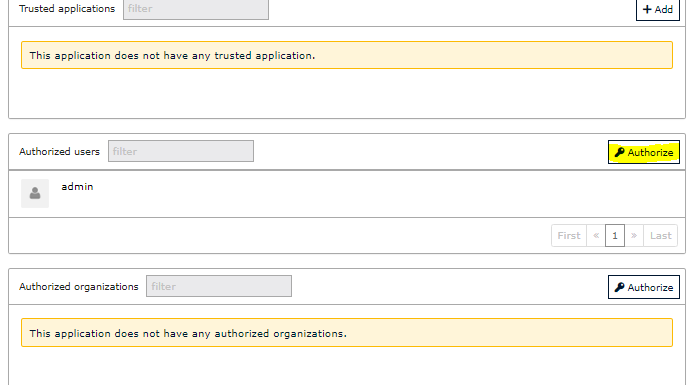 Trusted applications filter + Add
This application does not have any trusted application.
Authorized users filter Authorize
admin
First « 1 » Last
Authorized organizations filter Authorize
This application does not have any authorized organizations.